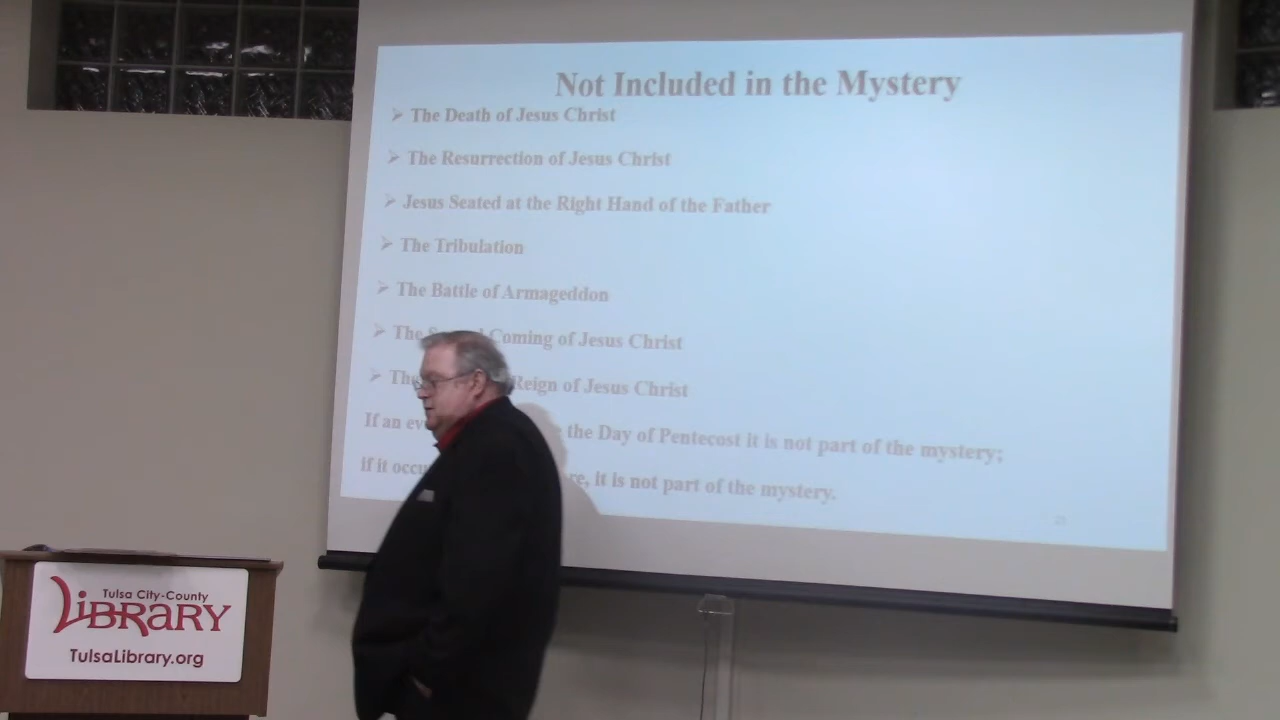 Not Included in the Mystery
➢ The Death of Jesus Christ
➢ The Resurrection of Jesus Christ
➢ Jesus Seated at the Right Hand of the Father
➢ The Tribulation
➢ The Battle of Armageddon
➢ The Coming of Jesus Christ
➢ The Reign of Jesus Christ
If an the Day of Pentecost it is not part of the mystery;
if it it is not part of the mystery.
Tulsa City-County
LiBRARY
TulsaLibrary.org